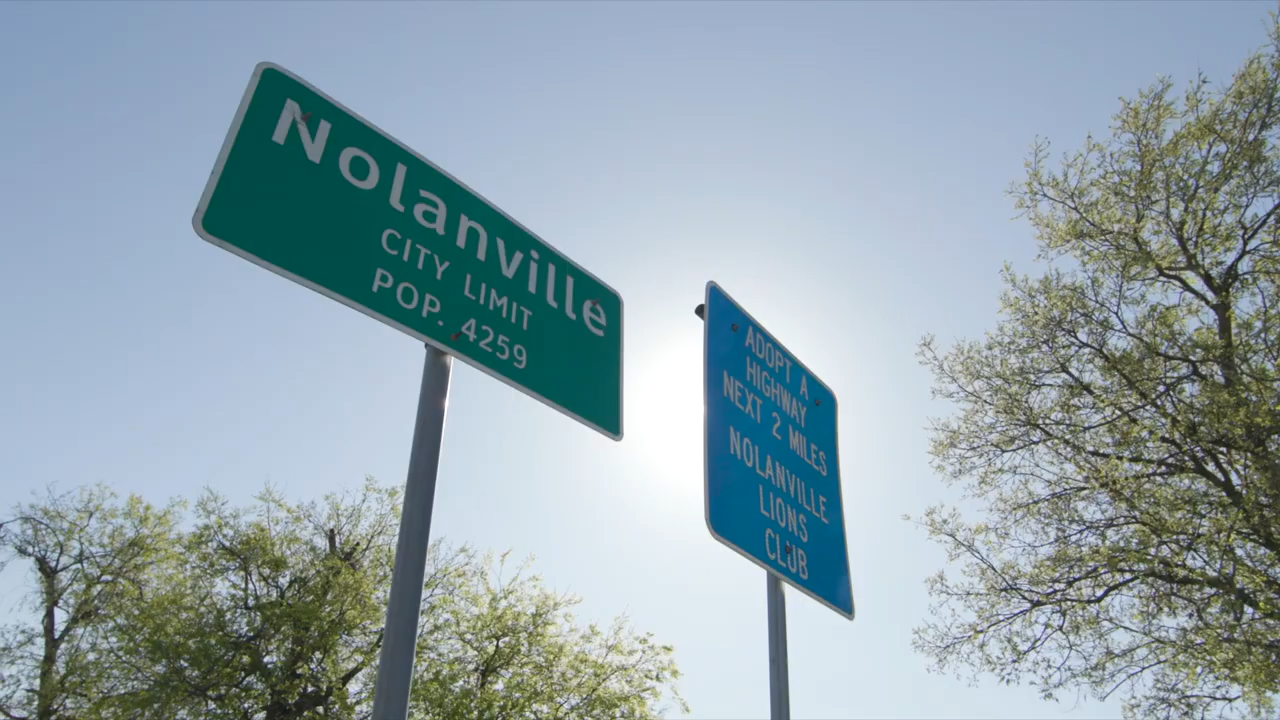 Nolanville
CITY LIMIT
POP. 4259
ADOPT A
HIGHWAY
NEXT 2 MILES
NOLANVILLE
LIONS
CLUB